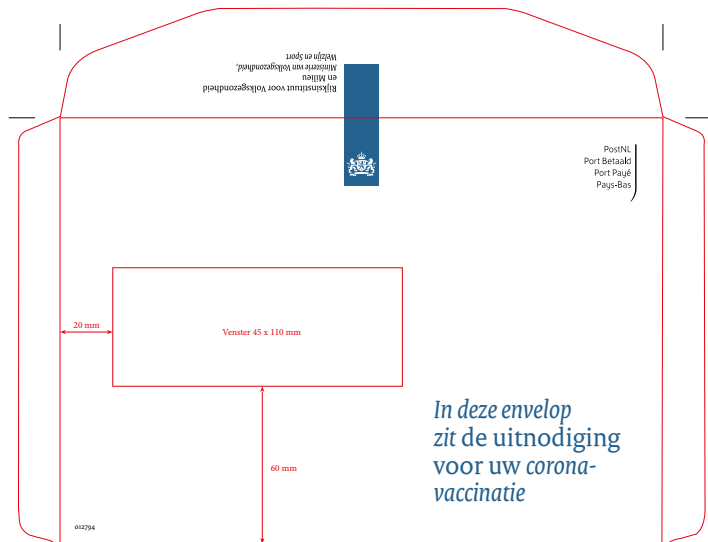 Rijksinstituut voor Volksgezondheid
en Milieu
Ministerie van Volksgezondheid,
Welzijn en Sport
PostNL
Port Betaald
Port Payé
Pays-Bas
20 mm
Venster 45 x 110 mm
60 mm
In deze envelop
zit de uitnodiging
voor uw corona-
vaccinatie
012794